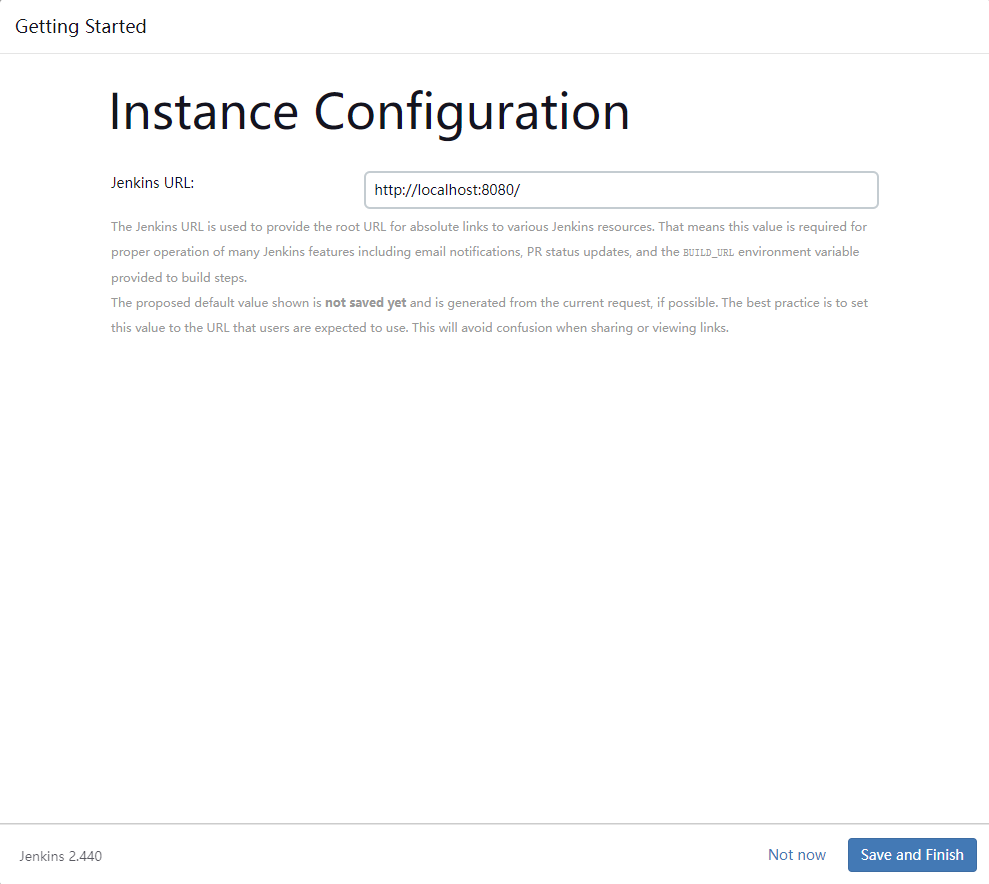 Getting Started
Instance Configuration
Jenkins URL:
http://localhost:8080/
The Jenkins URL is used to provide the root URL for absolute links to various Jenkins resources. That means this value is required for
proper operation of many Jenkins features including email notifications, PR status updates, and the BUILD_URL environment variable
provided to build steps.
The proposed default value shown is not saved yet and is generated from the current request, if possible. The best practice is to set
this value to the URL that users are expected to use. This will avoid confusion when sharing or viewing links.
Jenkins 2.440
Not now
Save and Finish